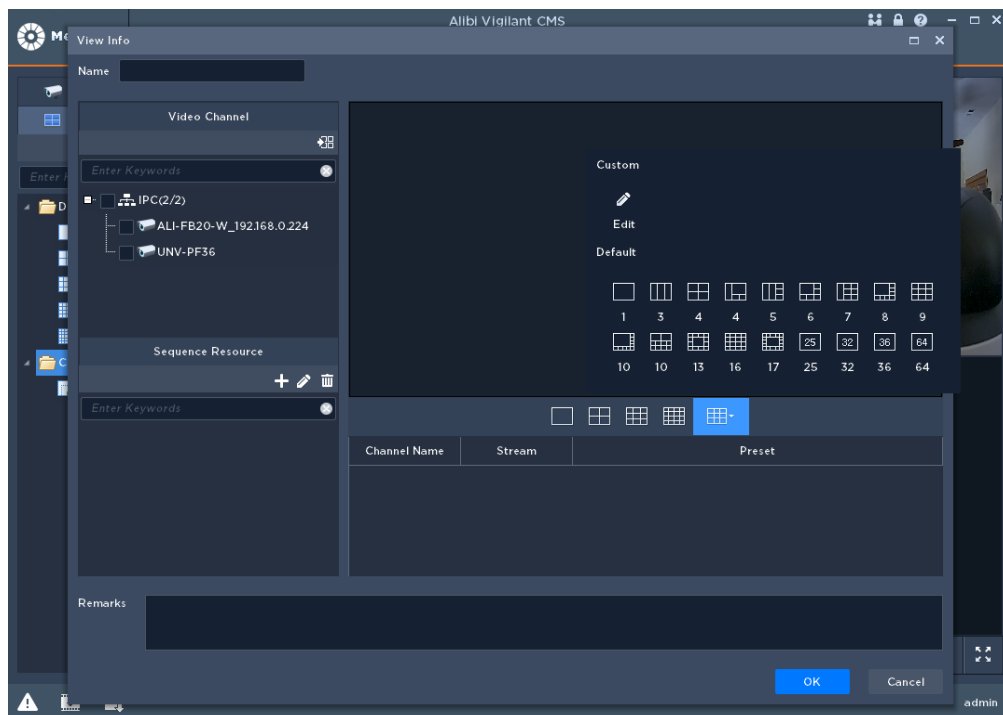 Alibi Vigilant CMS
View Info
Name
Video Channel
Enter Keywords
IPC(2/2)
ALI-FB20-W_192.168.0.224
UNV-PF36
Sequence Resource
Enter Keywords
Custom
Edit
Default
1 3 4 4 5 6 7 8 9
25 32 36 64
10 10 13 16 17 25 32 36 64
Channel Name Stream Preset
Remarks
OK Cancel
admin